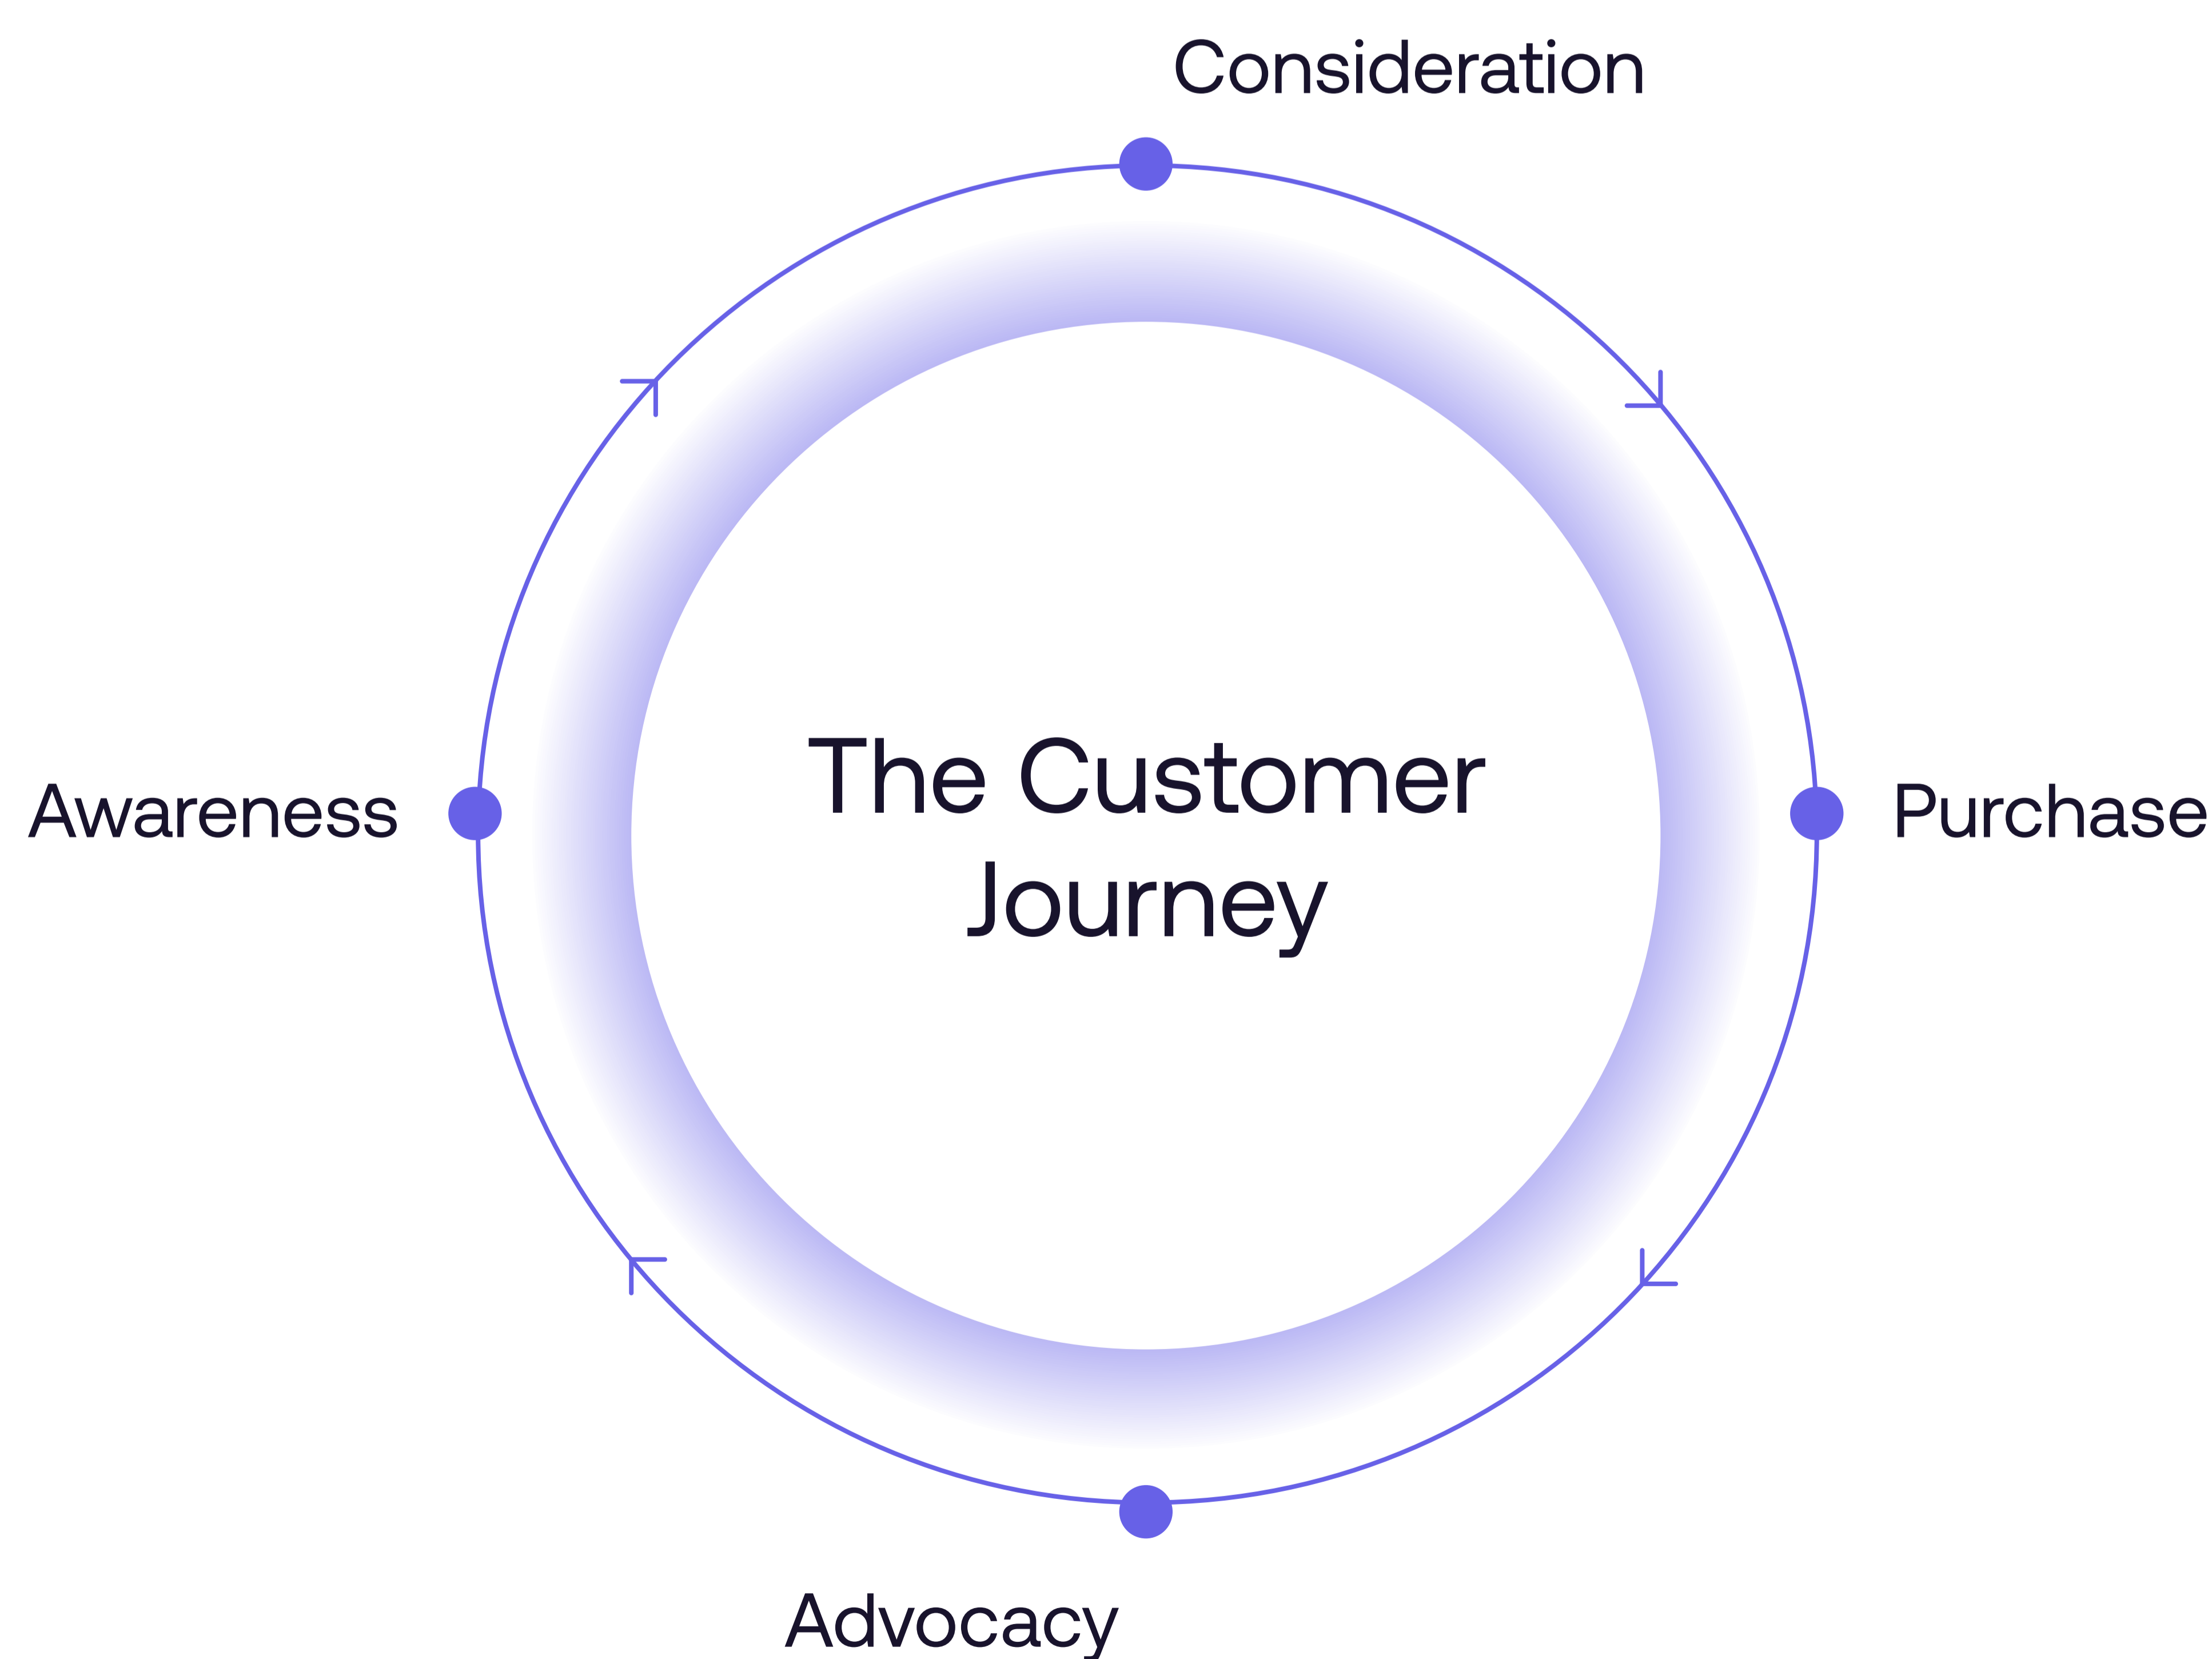 Consideration
The Customer
Journey
Awareness
Purchase
Advocacy